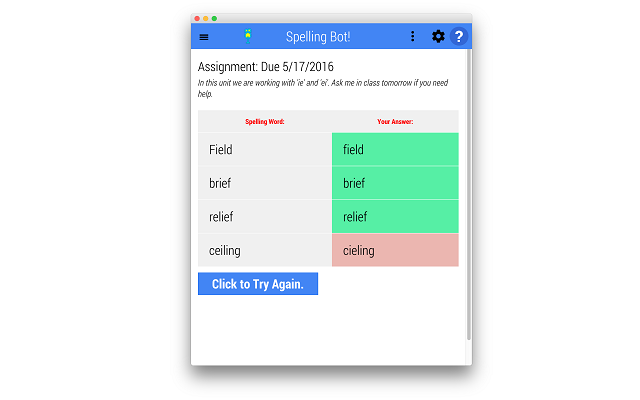 Spelling Bot!
?
Assignment: Due 5/17/2016
In this unit we are working with 'ie' and 'ei'. Ask me in class tomorrow if you need
help.
Spelling Word: Your Answer:
Field field
brief brief
relief relief
ceiling cieling
Click to Try Again.